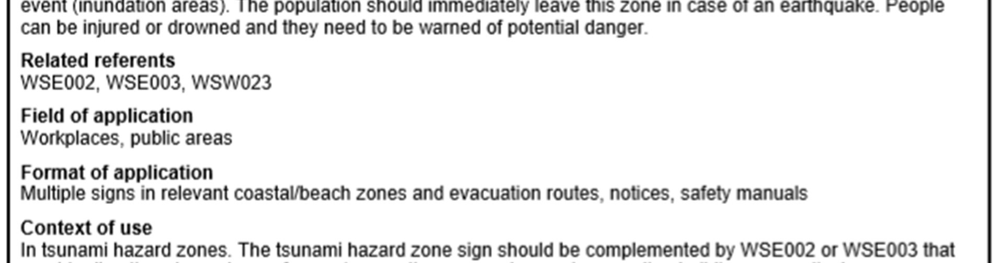 event (inundation areas). The population should immediately leave this zone in case of an earthquake. People
can be injured or drowned and they need to be warned of potential danger.
Related referents
WSE002, WSE003, WSW023
Field of application
Workplaces, public areas
Format of application
Multiple signs in relevant coastal/beach zones and evacuation routes, notices, safety manuals
Context of use
In tsunami hazard zones. The tsunami hazard zone sign should be complemented by WSE002 or WSE003 that